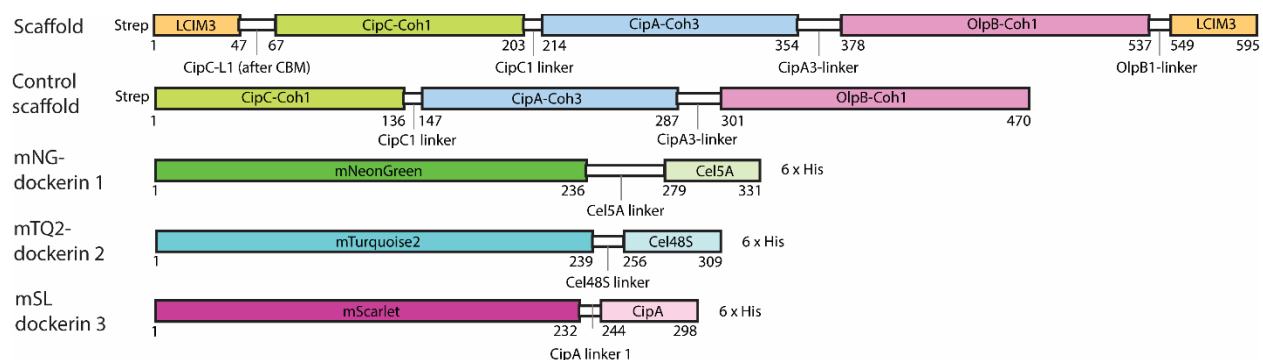 Scaffold Strep LCIM3 CipC-Coh1 CipA-Coh3 OlpB-Coh1 LCIM3
1 47 67 203 214 354 378 537 549 595
CipC-L1 (after CBM) CipC1 linker CipA3-linker OlpB1-linker
Control
scaffold
Strep CipC-Coh1 CipA-Coh3 OlpB-Coh1
1 136 147 287 301 470
CipC1 linker CipA3-linker
mNG-
dockerin 1
mNeonGreen Cel5A 6 x His
1 236 279 331
Cel5A linker
mTQ2-
dockerin 2
mTurquoise2 Cel48S 6 x His
1 239 256 309
Cel48S linker
mSL
dockerin 3
mScarlet CipA 6 x His
1 232 244 298
CipA linker 1